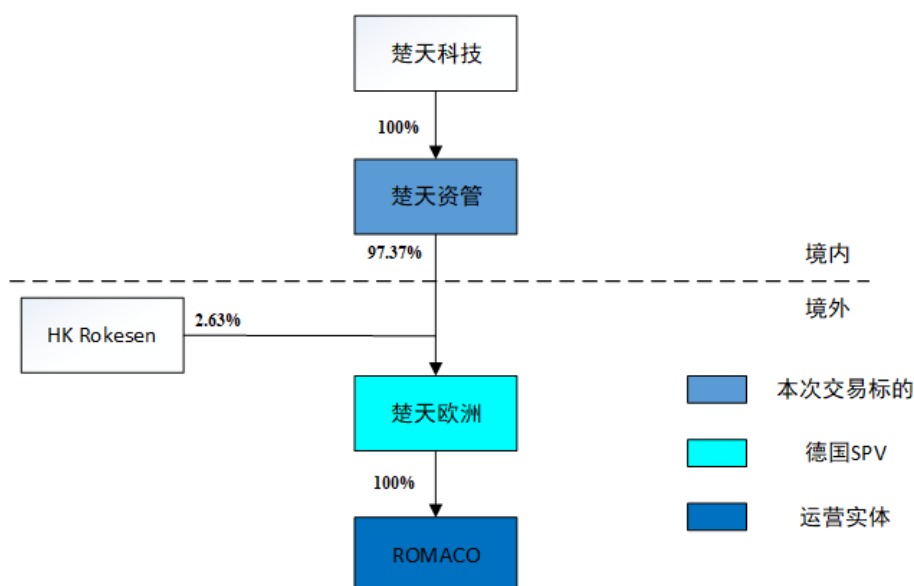 楚天科技
100%
楚天资管
97.37%
境内
境外
HK Rokesen
2.63%
楚天欧洲
本次交易标的
德国SPV
100%
运营实体
ROMACO